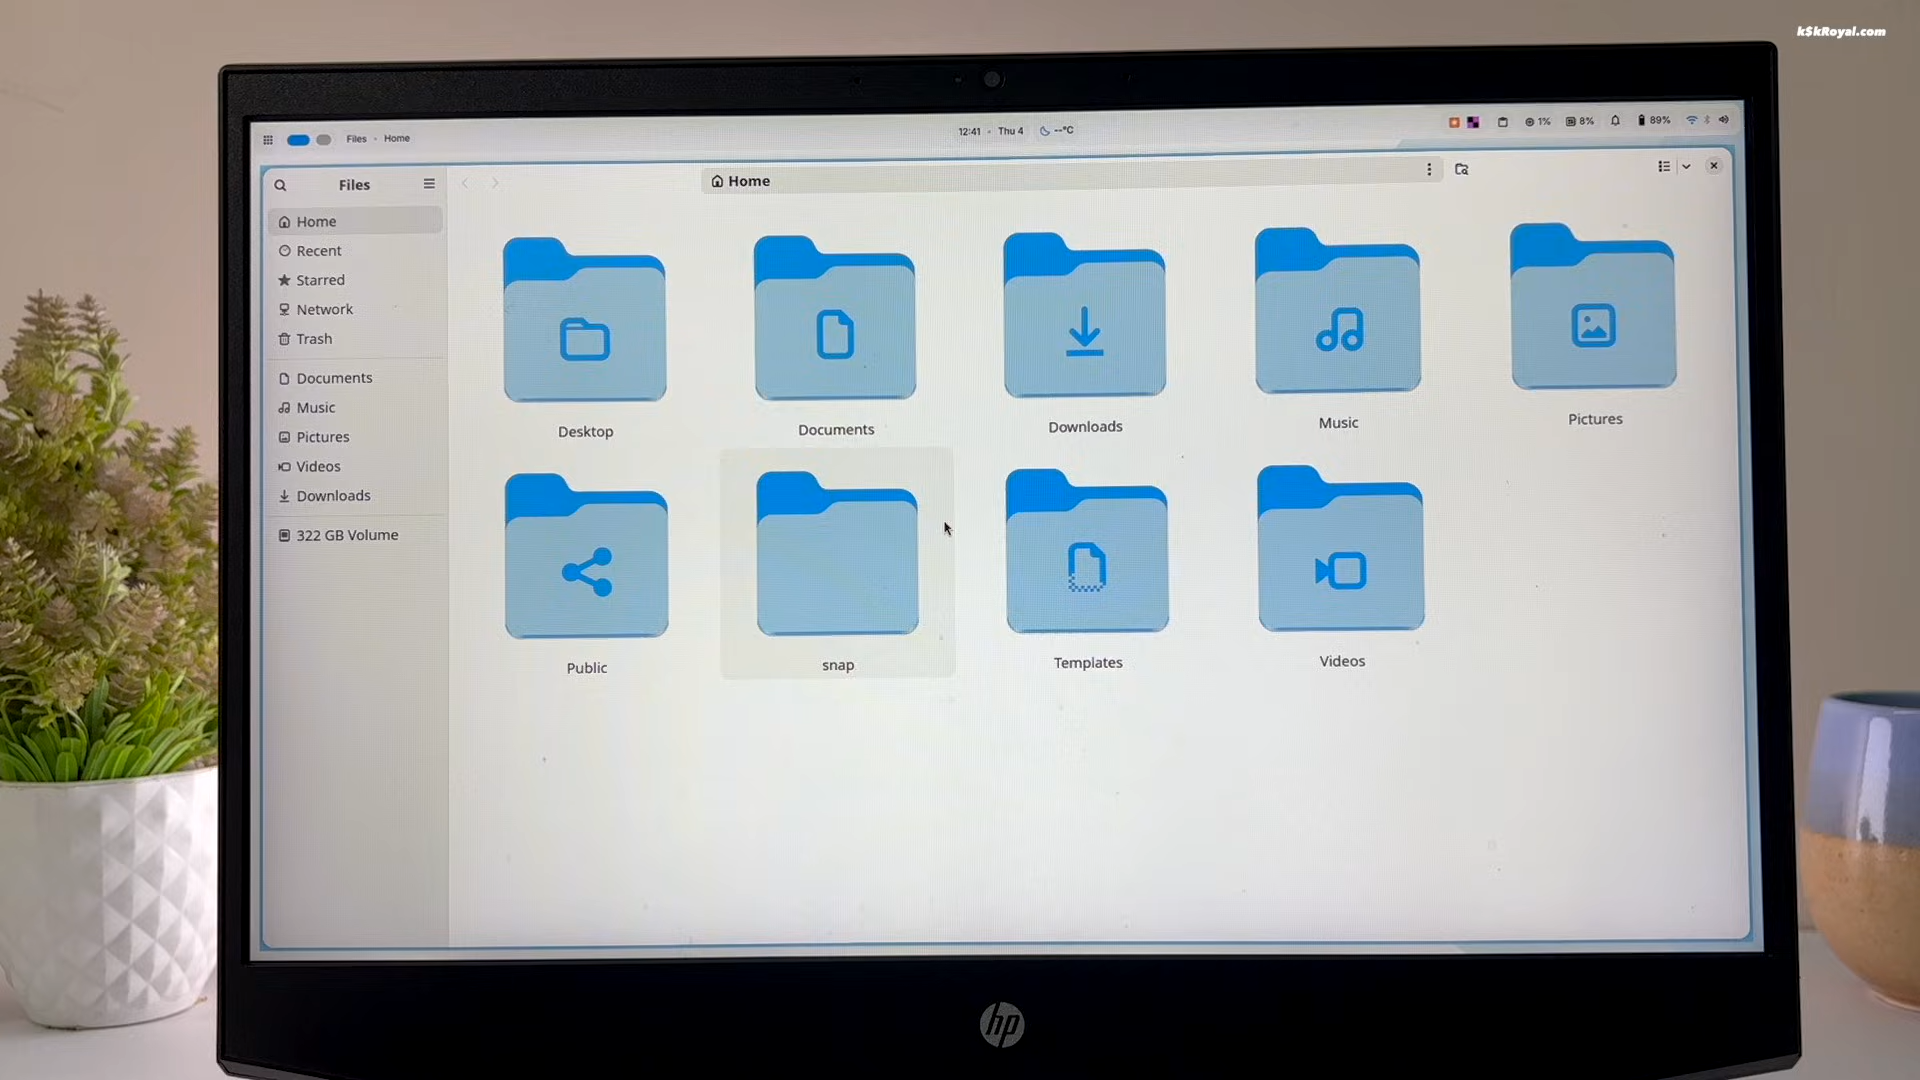 k$kRoyal.com
Files - Home
12:41 - Thu 4 --°C
1% 8% 89%
Files
Home
Home
Recent
Starred
Network
Trash
Documents
Music
Pictures
Videos
Downloads
322 GB Volume
Desktop
Documents
Downloads
Music
Pictures
Public
snap
Templates
Videos
hp